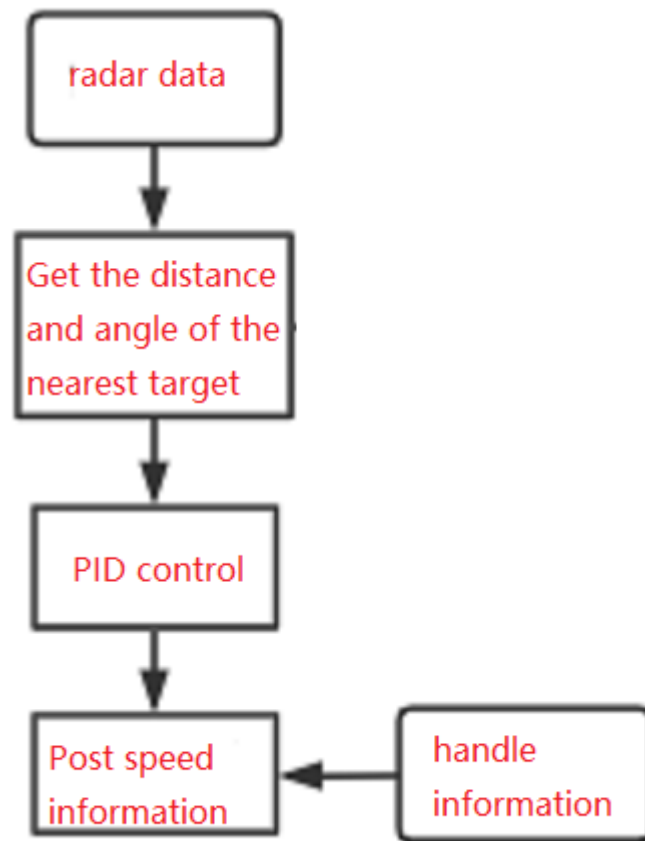 radar data
Get the distance
and angle of the
nearest target
PID control
Post speed
information
handle
information